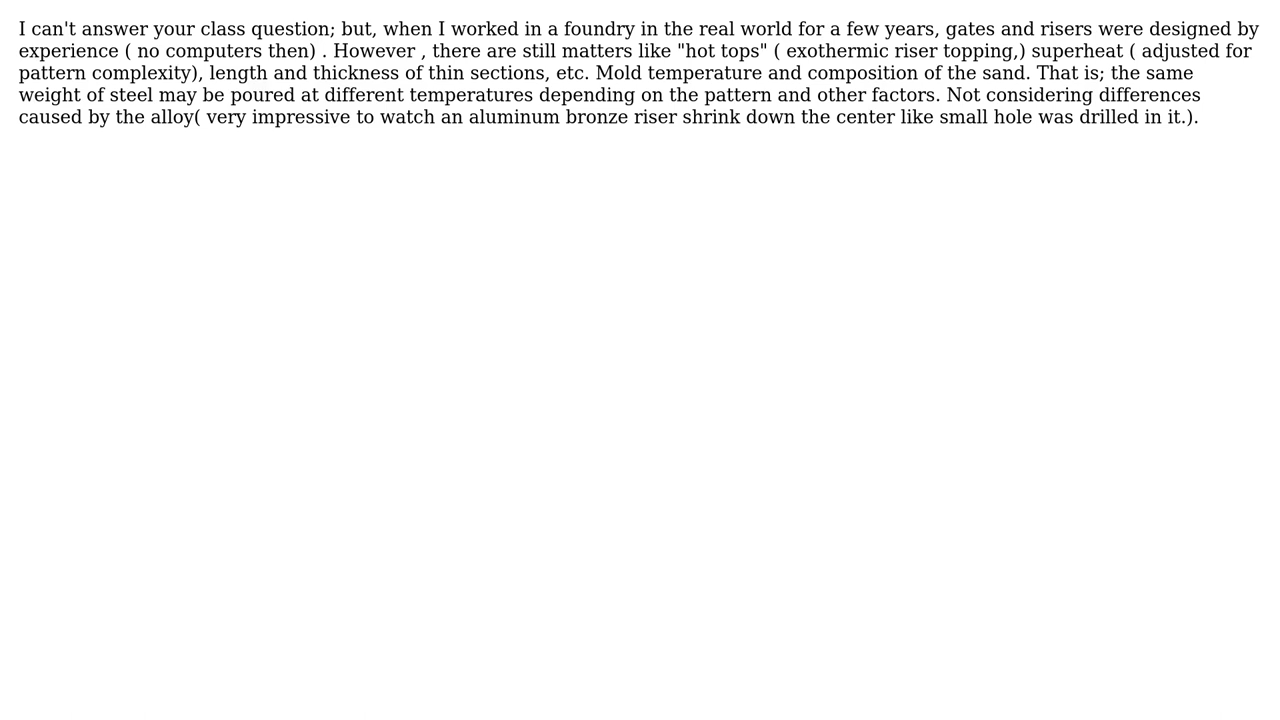 I can't answer your class question; but, when I worked in a foundry in the real world for a few years, gates and risers were designed by
experience ( no computers then) . However , there are still matters like "hot tops" ( exothermic riser topping,) superheat ( adjusted for
pattern complexity), length and thickness of thin sections, etc. Mold temperature and composition of the sand. That is; the same
weight of steel may be poured at different temperatures depending on the pattern and other factors. Not considering differences
caused by the alloy( very impressive to watch an aluminum bronze riser shrink down the center like small hole was drilled in it.).